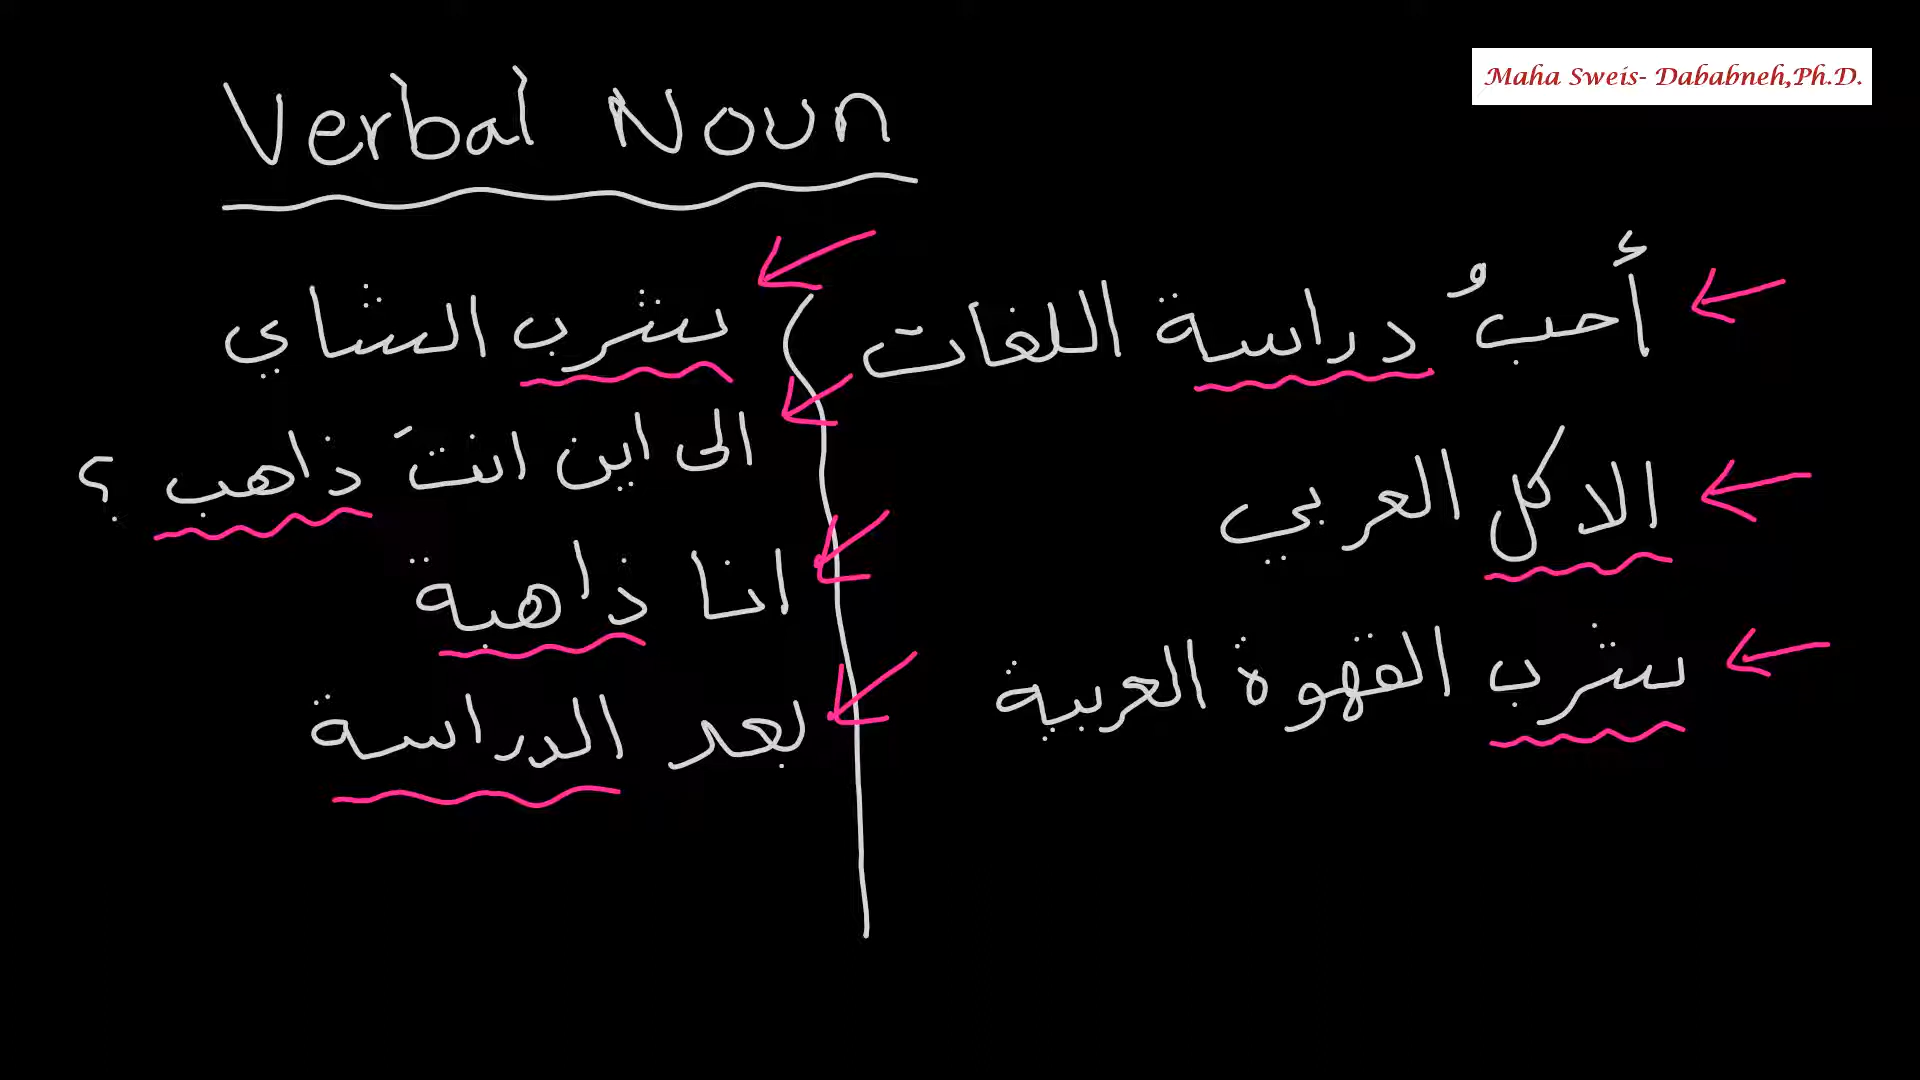 Maha Sweis- Dababneh,Ph.D.
Verbal Noun
أحبُ دراسة اللغات
الاكل العربي
شرب القهوة العربية
شرب الشاي
الى اين انتَ ذاهب ؟
انا ذاهبة
بعد الدراسة